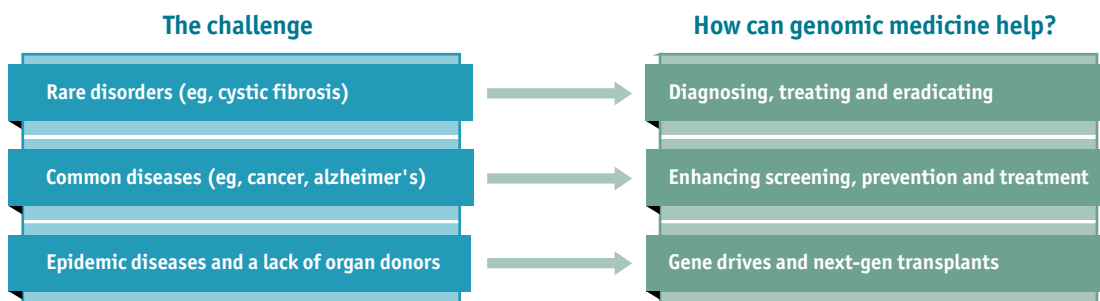 The challenge
How can genomic medicine help?
Rare disorders (eg, cystic fibrosis)
Diagnosing, treating and eradicating
Common diseases (eg, cancer, alzheimer's)
Enhancing screening, prevention and treatment
Epidemic diseases and a lack of organ donors
Gene drives and next-gen transplants